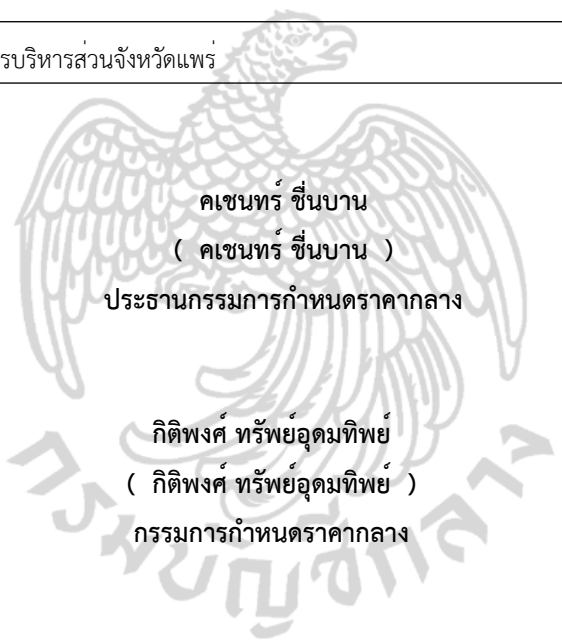 รบริหารส่วนจังหวัดแพร่
คเชนทร์ ชื่นบาน
( คเชนทร์ ชื่นบาน )
ประธานกรรมการกำหนดราคากลาง
กิติพงศ์ ทรัพย์อุดมทิพย์
( กิติพงศ์ ทรัพย์อุดมทิพย์ )
กรรมการกำหนดราคากลาง
กรมบัญชีกลาง